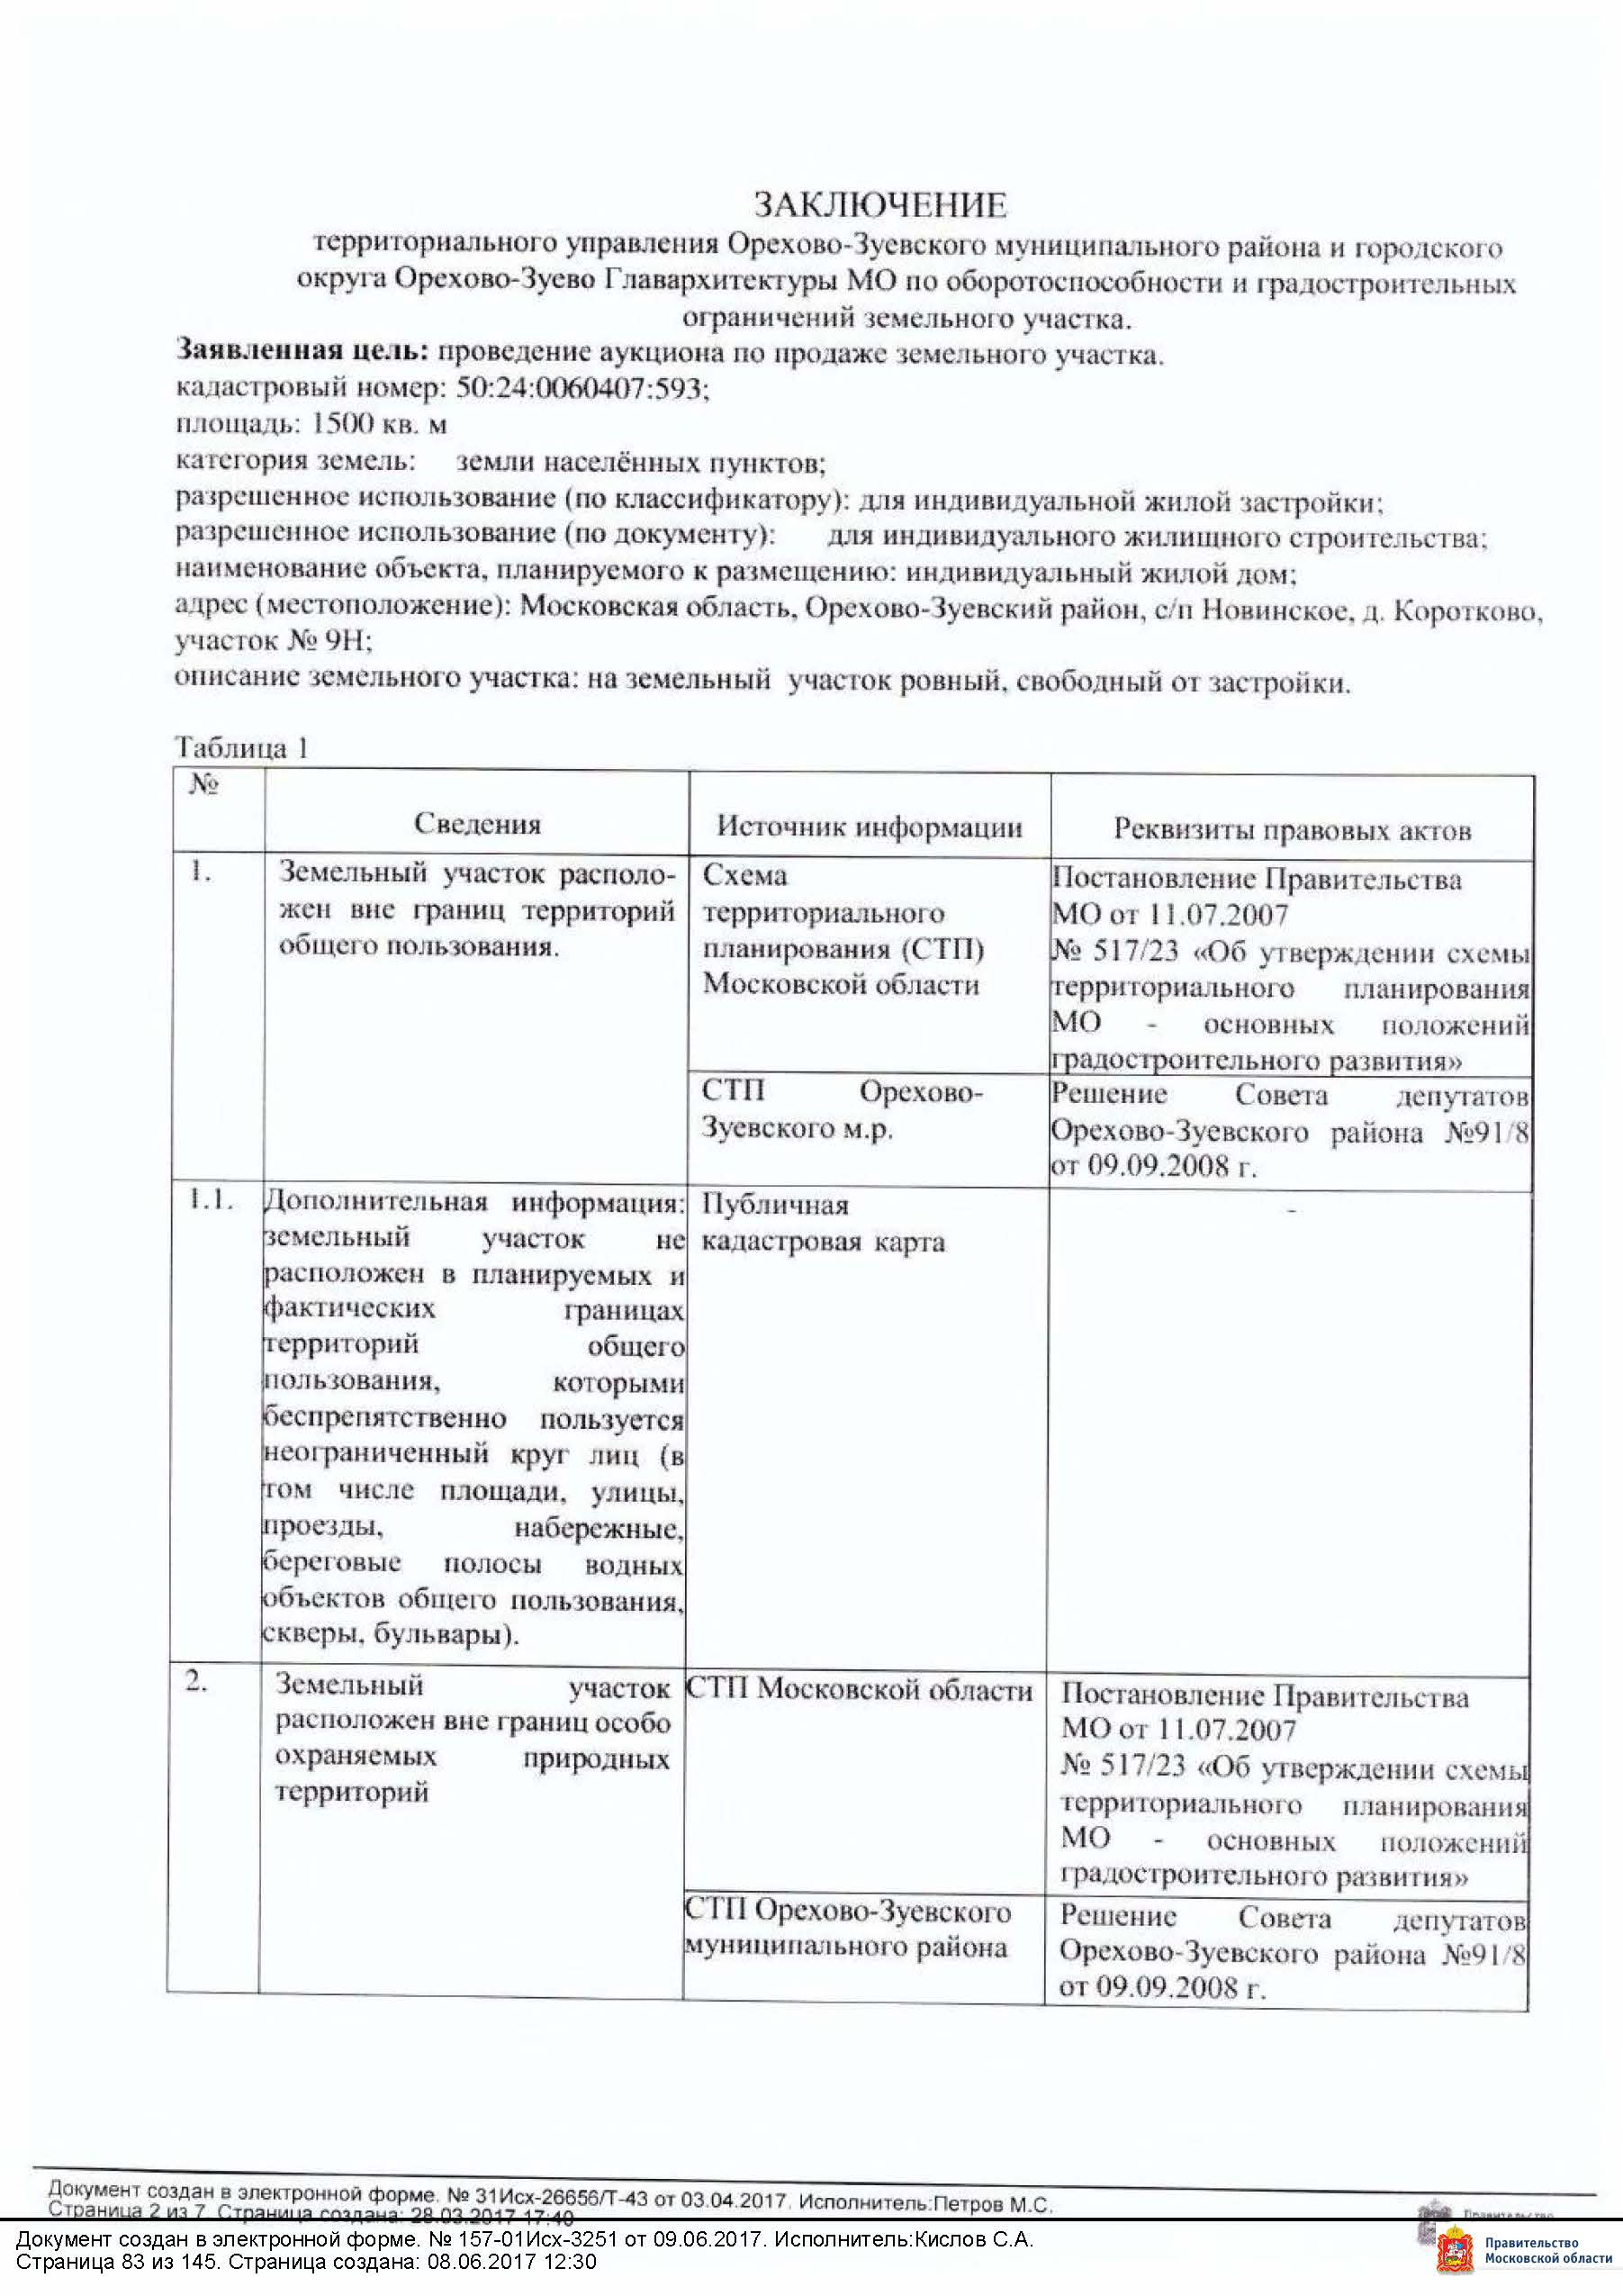 ЗАКЛЮЧЕНИЕ
территориального управления Орехово-Зуевского муниципального района и городского
округа Орехово-Зуево Главархитектуры МО по оборотоспособности и градостроительных
ограничений земельного участка.
Заявленная цель: проведение аукциона по продаже земельного участка.
кадастровый номер: 50:24:0060407:593;
площадь: 1500 кв. м
категория земель: земли населённых пунктов;
разрешенное использование (по классификатору): для индивидуальной жилой застройки;
разрешенное использование (по документу): для индивидуального жилищного строительства;
наименование объекта, планируемого к размещению: индивидуальный жилой дом;
адрес (местоположение): Московская область, Орехово-Зуевский район, с/п Новинское, д. Коротково,
участок № 9Н;
описание земельного участка: на земельный участок ровный, свободный от застройки.
Таблица 1
№
Сведения
Источник информации
Реквизиты правовых актов
1.
Земельный участок располо-
жен вне границ территорий
общего пользования.
Схема
территориального
планирования (СТП)
Московской области
Постановление Правительства
МО от 11.07.2007
№ 517/23 «Об утверждении схемы
территориального планирования
МО - основных положений
градостроительного развития»
СТП Орехово-
Зуевского м.р.
Решение Совета депутатов
Орехово-Зуевского района №91/8
от 09.09.2008 г.
1.1.
Дополнительная информация:
земельный участок не
расположен в планируемых и
фактических границах
территорий общего
пользования, которыми
беспрепятственно пользуется
неограниченный круг лиц (в
том числе площади, улицы,
проезды, набережные,
береговые полосы водных
объектов общего пользования,
скверы, бульвары).
Публичная
кадастровая карта
-
2.
Земельный участок
расположен вне границ особо
охраняемых природных
территорий
СТП Московской области
Постановление Правительства
МО от 11.07.2007
№ 517/23 «Об утверждении схемы
территориального планирования
МО - основных положений
градостроительного развития»
СТП Орехово-Зуевского
муниципального района
Решение Совета депутатов
Орехово-Зуевского района №91/8
от 09.09.2008 г.
Документ создан в электронной форме. № 31Исх-26656/Т-43 от 03.04.2017. Исполнитель:Петров М.С.
Страница 2 из 7. Страница создана: 28.03.2017 17:40
Документ создан в электронной форме. № 157-01Исх-3251 от 09.06.2017. Исполнитель:Кислов С.А.
Страница 83 из 145. Страница создана: 08.06.2017 12:30
Правительство
Московской области